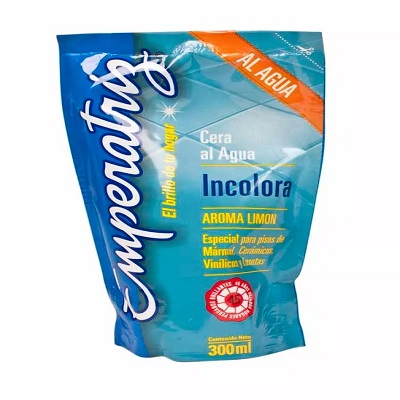 Emperatriz
El brillo de tu hogar
AL AGUA
Cera
al Agua
Incolora
AROMA LIMON
Especial para pisos de
Mármol, Cerámicos,
Vinílicos y Losetas
Contenido Neto
300ml